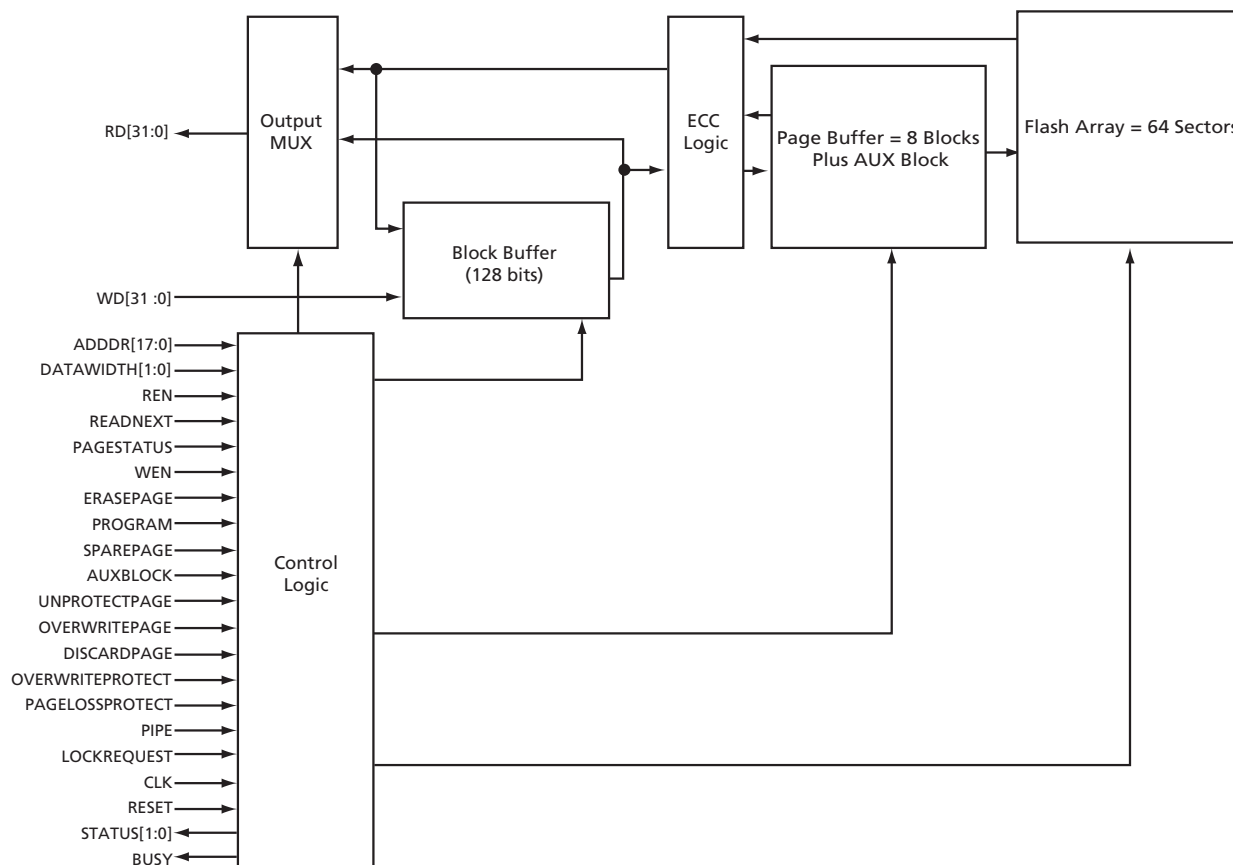 Output
MUX
RD[31:0]
ECC
Logic
Page Buffer = 8 Blocks
Plus AUX Block
Flash Array = 64 Sectors
Block Buffer
(128 bits)
WD[31 :0]
ADDDR[17:0]
DATAWIDTH[1:0]
REN
READNEXT
PAGESTATUS
WEN
ERASEPAGE
PROGRAM
SPAREPAGE
AUXBLOCK
UNPROTECTPAGE
OVERWRITEPAGE
DISCARDPAGE
OVERWRITEPROTECT
PAGELOSSPROTECT
PIPE
LOCKREQUEST
CLK
RESET
STATUS[1:0]
BUSY
Control
Logic